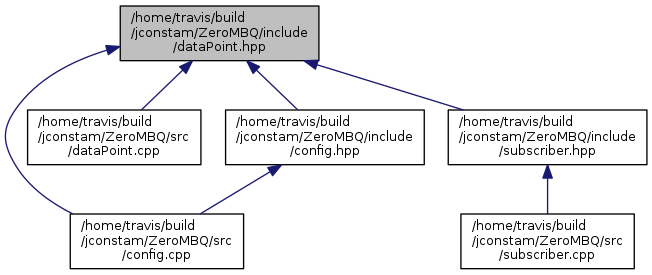 /home/travis/build
/jconstam/ZeroMBQ/include
/dataPoint.hpp
/home/travis/build
/jconstam/ZeroMBQ/src
/dataPoint.cpp
/home/travis/build
/jconstam/ZeroMBQ/include
/config.hpp
/home/travis/build
/jconstam/ZeroMBQ/include
/subscriber.hpp
/home/travis/build
/jconstam/ZeroMBQ/src
/config.cpp
/home/travis/build
/jconstam/ZeroMBQ/src
/subscriber.cpp